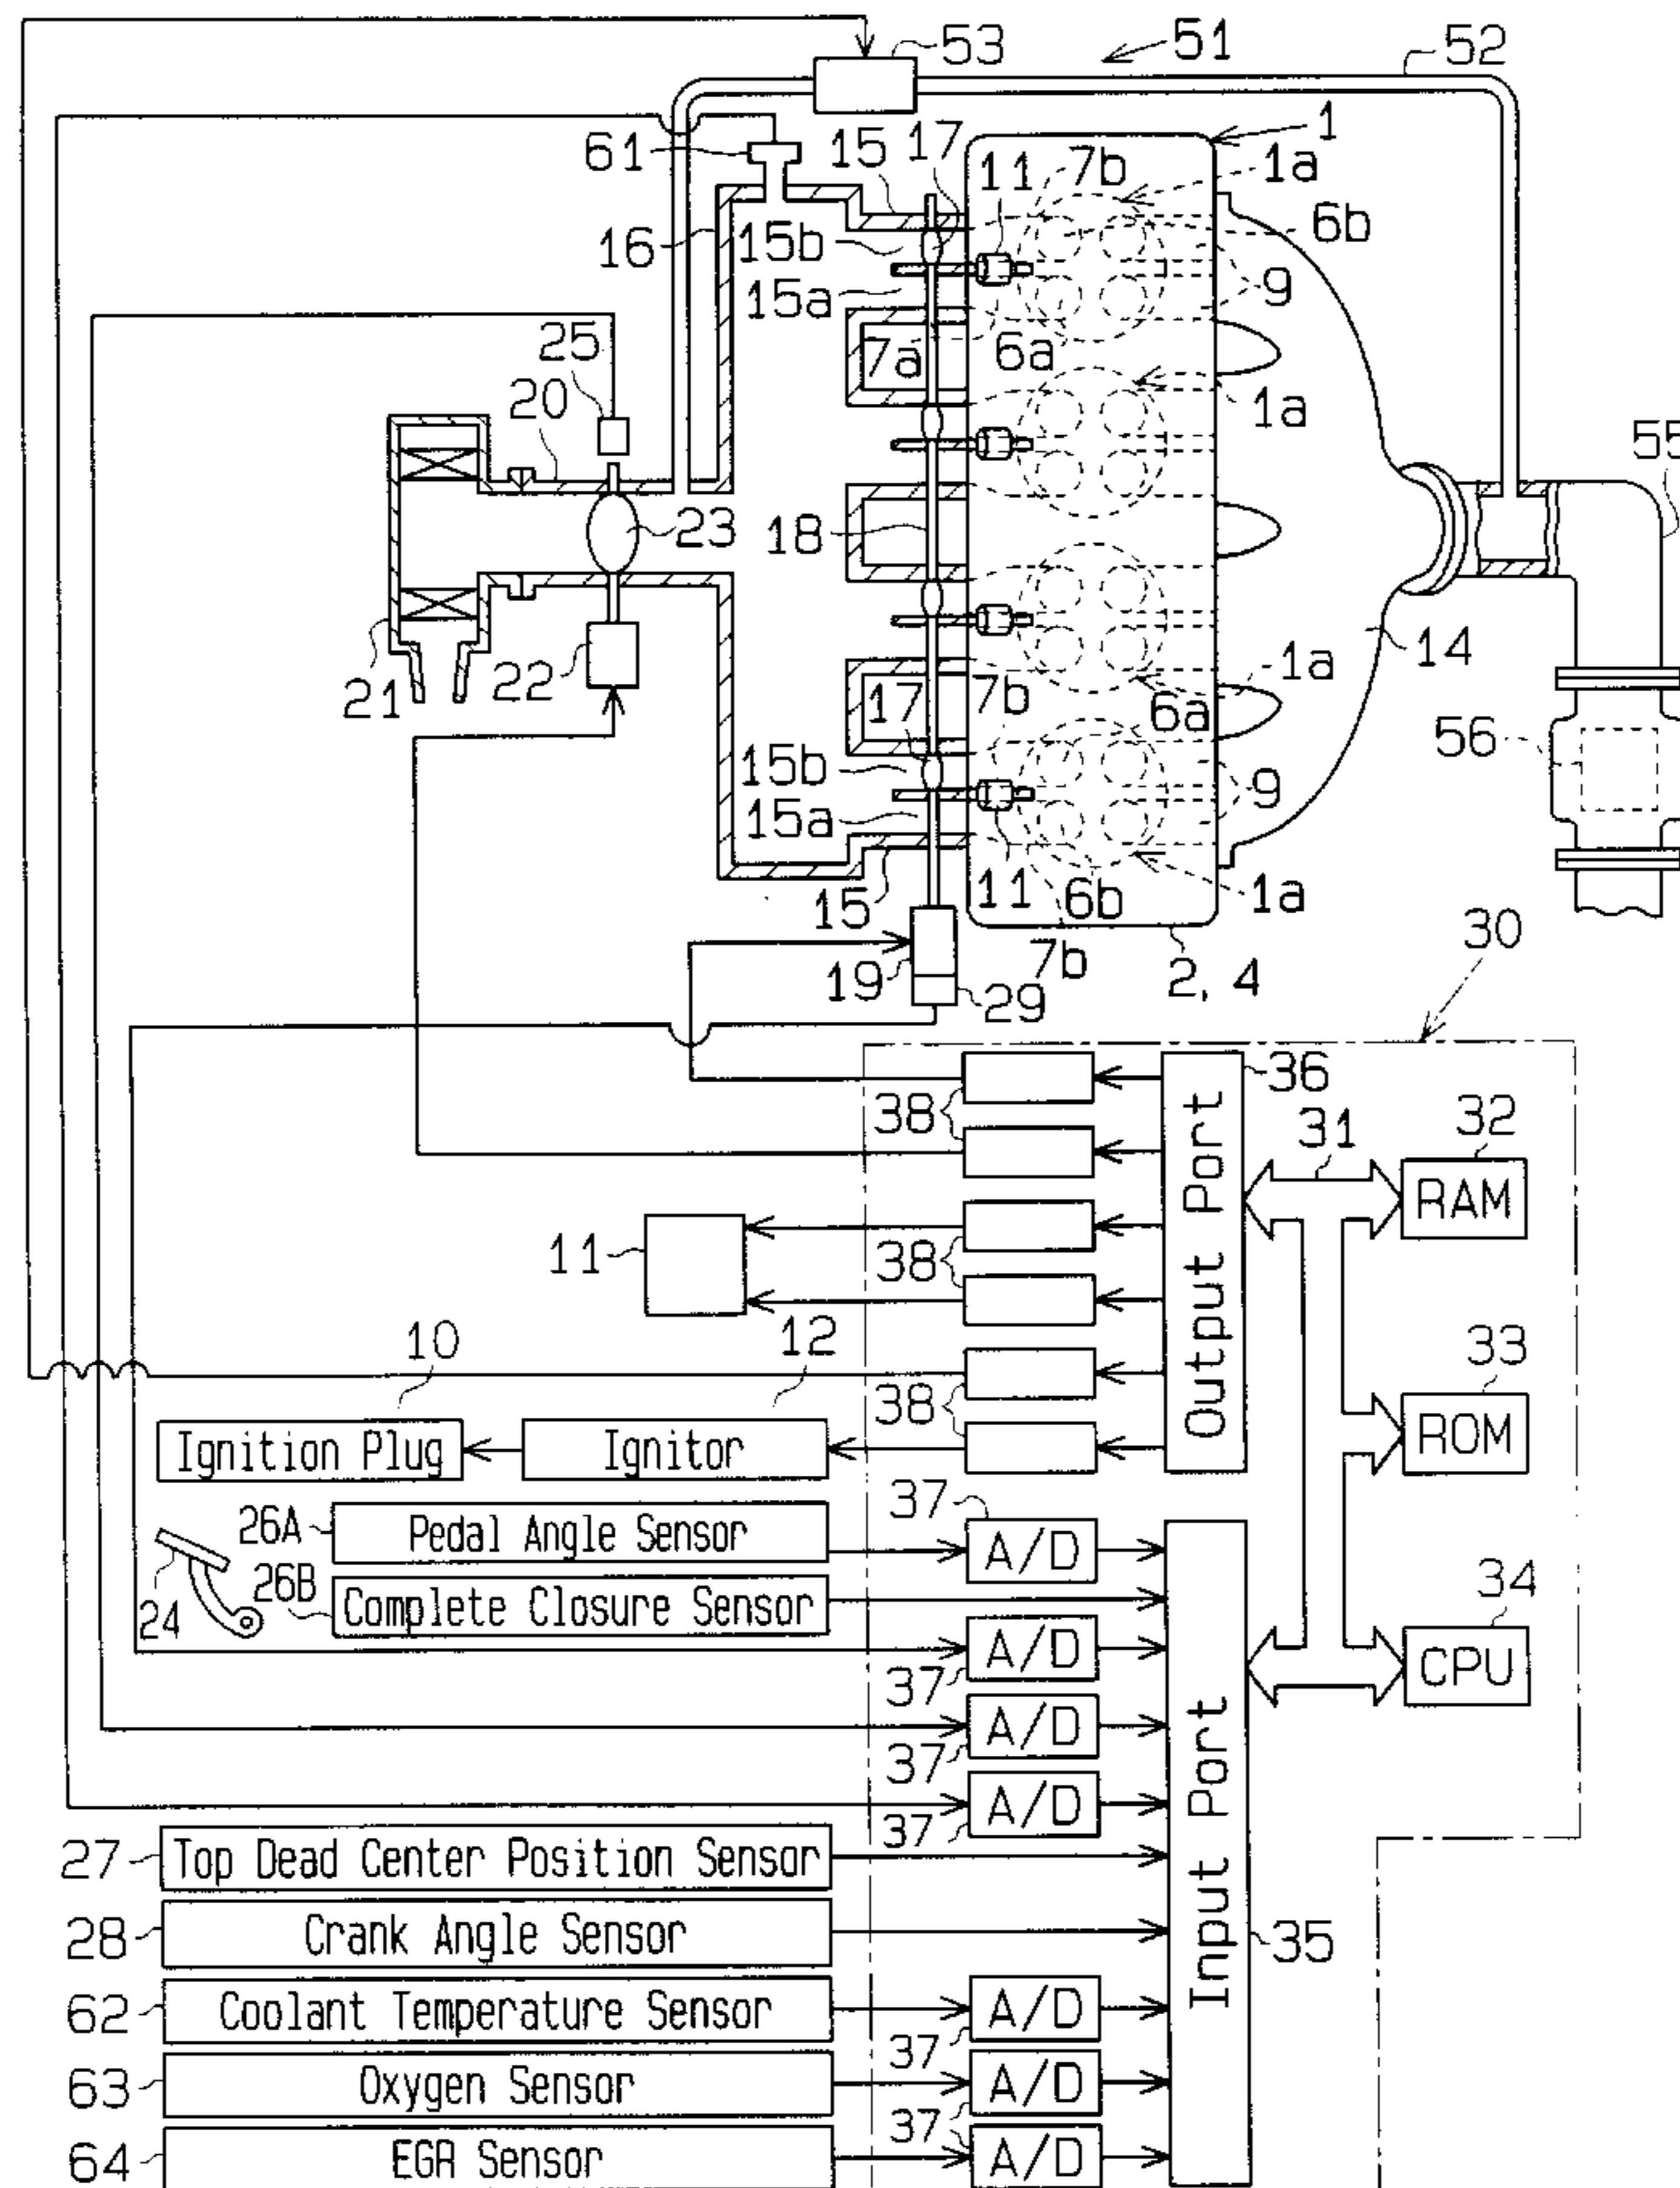 53
51
52
61
15
17
11
7b
1
1a
16
15b
6b
15a
9
7a
6a
25
20
1a
55
23
18
21
22
17
7b
1a
14
6a
56
15b
15a
9
15
11
6b
1a
19
29
7b
2, 4
30
36
38
31
32
RAM
11
38
Output Port
10
12
38
33
ROM
Ignition Plug
Ignitor
37
26A
Pedal Angle Sensor
A/D
24
26B
Complete Closure Sensor
34
CPU
A/D
37
A/D
37
A/D
37
Input Port
27
Top Dead Center Position Sensor
28
Crank Angle Sensor
35
62
Coolant Temperature Sensor
A/D
37
63
Oxygen Sensor
A/D
37
64
EGR Sensor
A/D